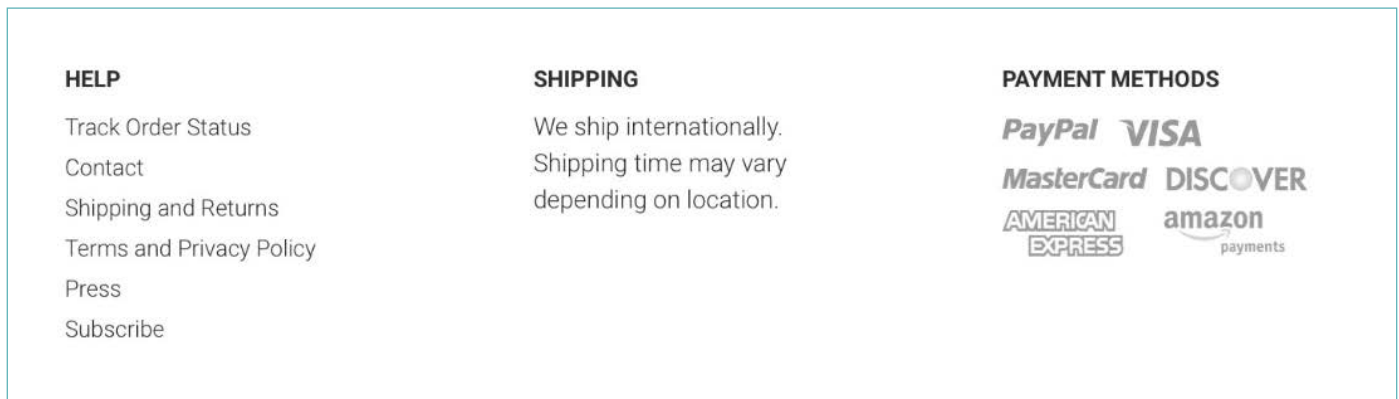 HELP
Track Order Status
Contact
Shipping and Returns
Terms and Privacy Policy
Press
Subscribe
SHIPPING
We ship internationally.
Shipping time may vary
depending on location.
PAYMENT METHODS
PayPal VISA
MasterCard DISCOVER
AMERICAN
EXPRESS
amazon
payments